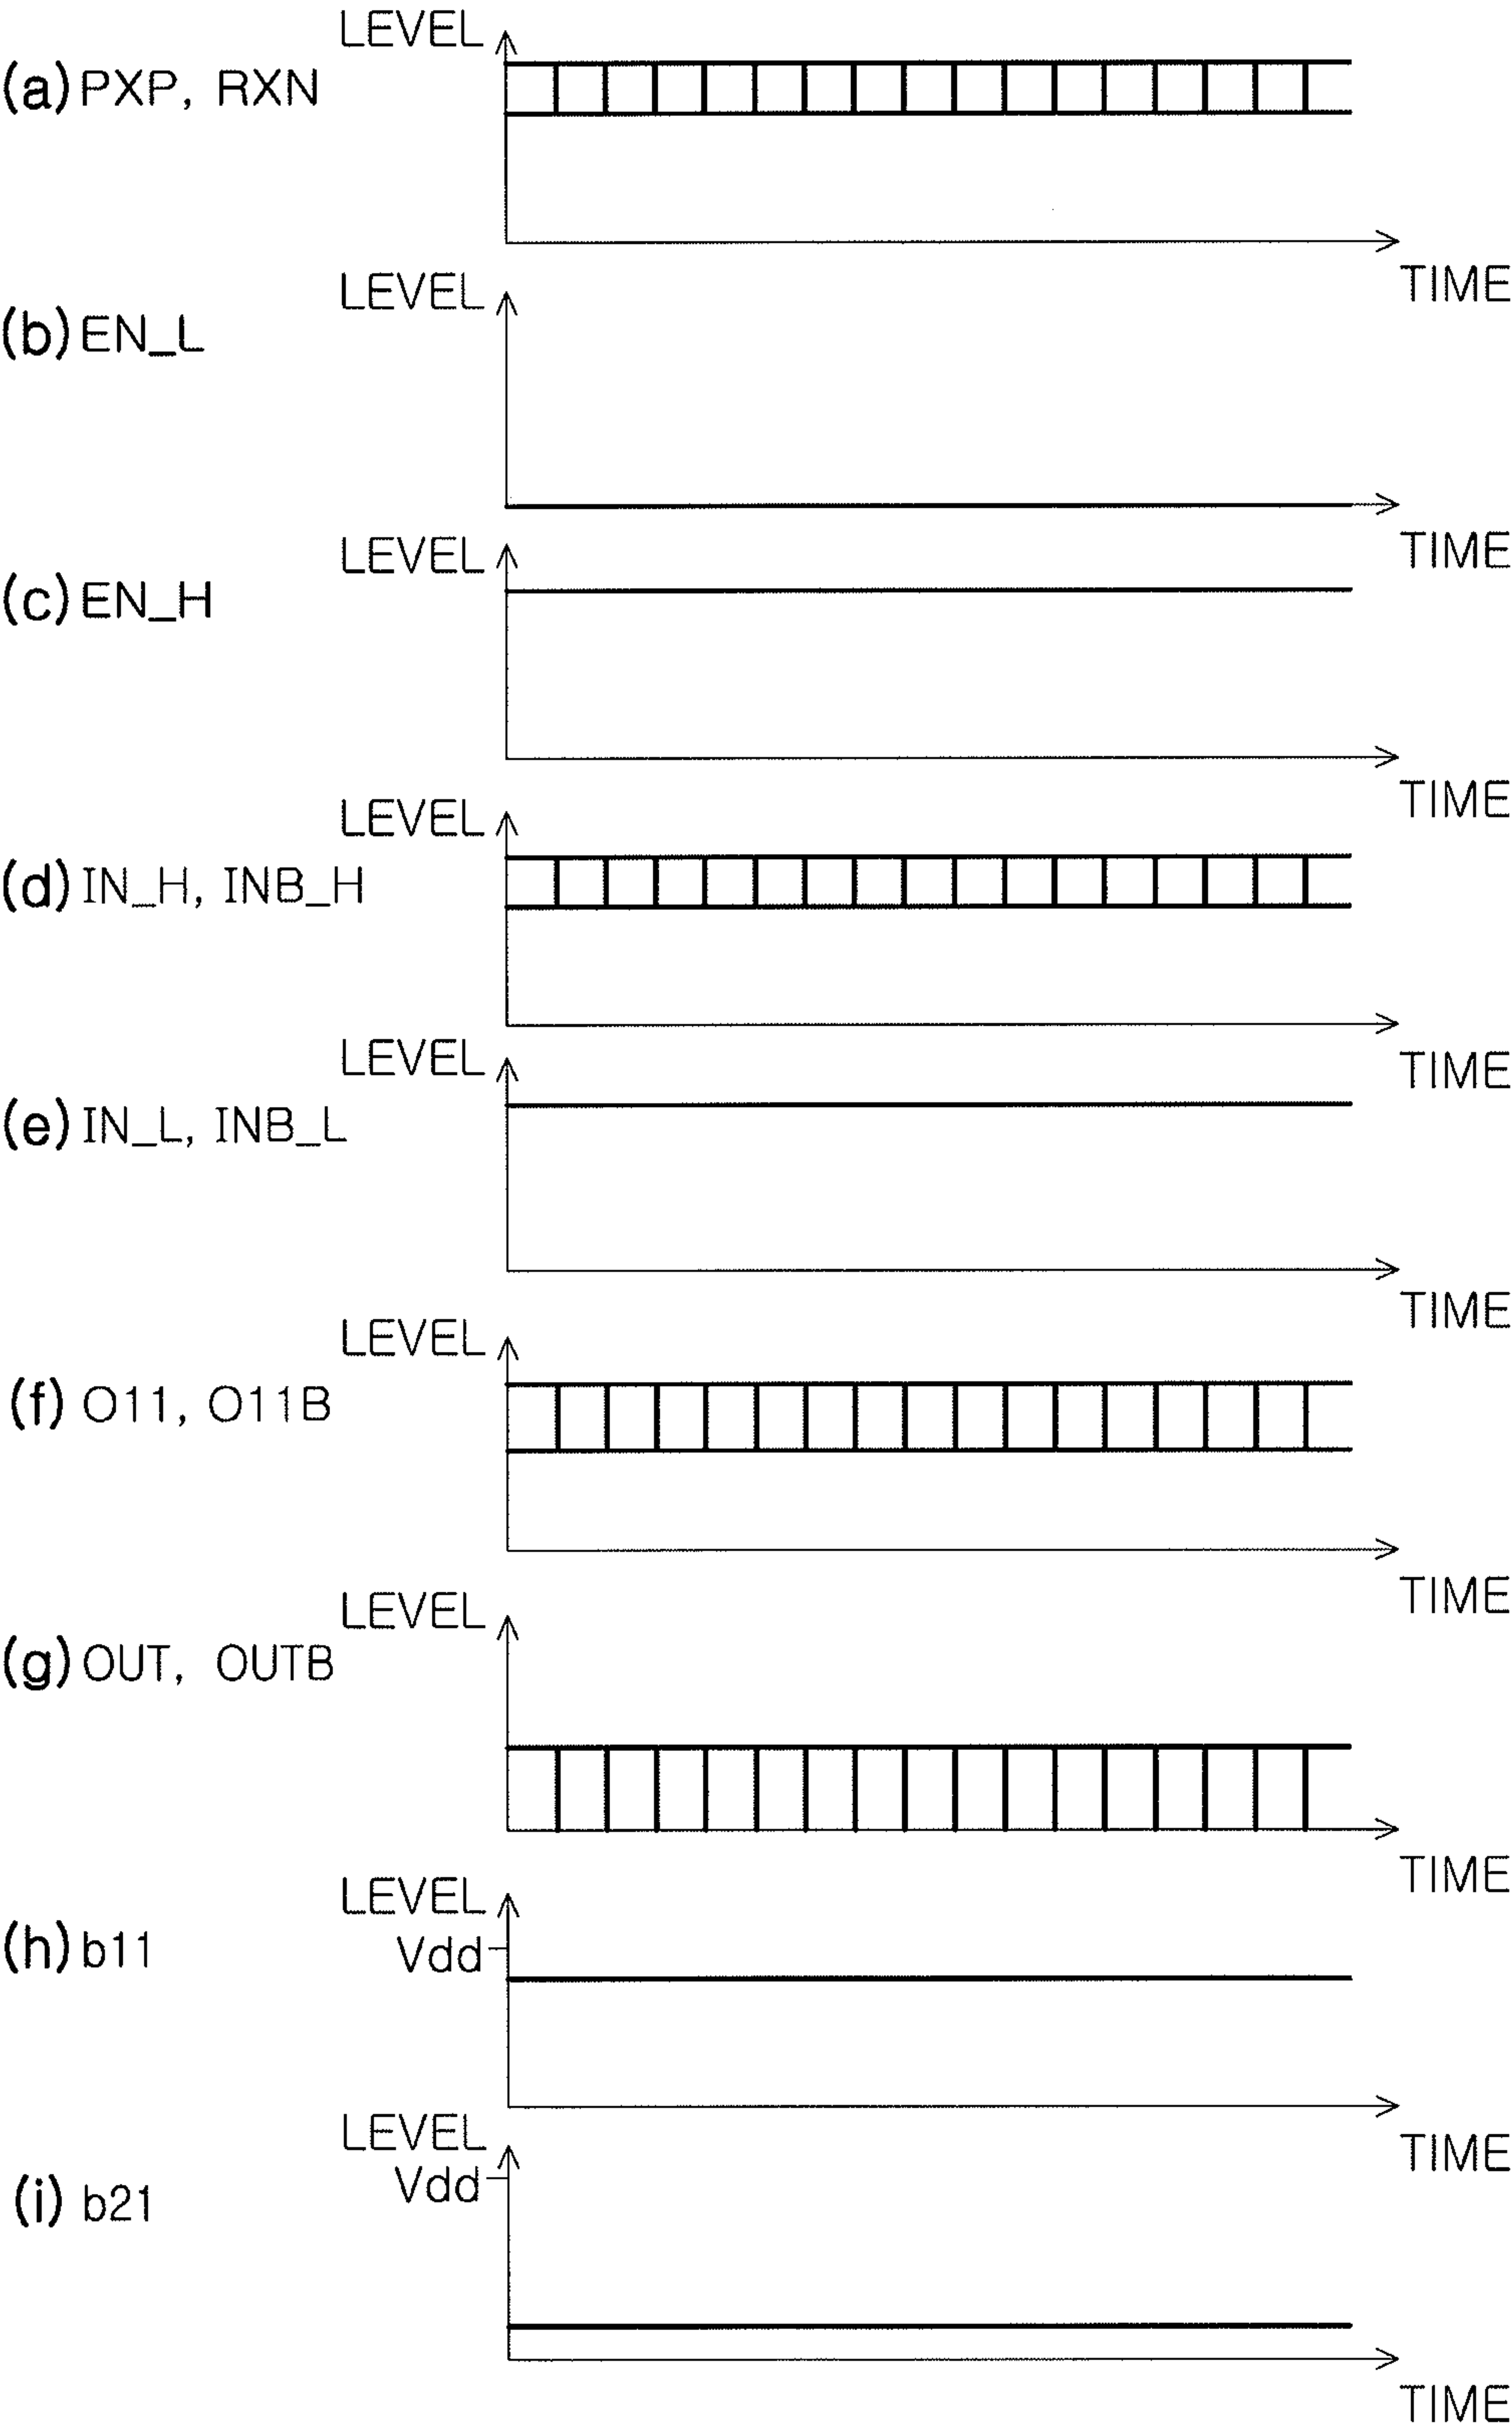 LEVEL
(a) PXP, RXN
TIME
LEVEL
(b) EN_L
TIME
LEVEL
(c) EN_H
TIME
LEVEL
(d) IN_H, INB_H
TIME
LEVEL
(e) IN_L, INB_L
TIME
LEVEL
(f) O11, O11B
TIME
LEVEL
(g) OUT, OUTB
TIME
LEVEL
(h) b11
Vdd
TIME
LEVEL
Vdd
(i) b21
TIME